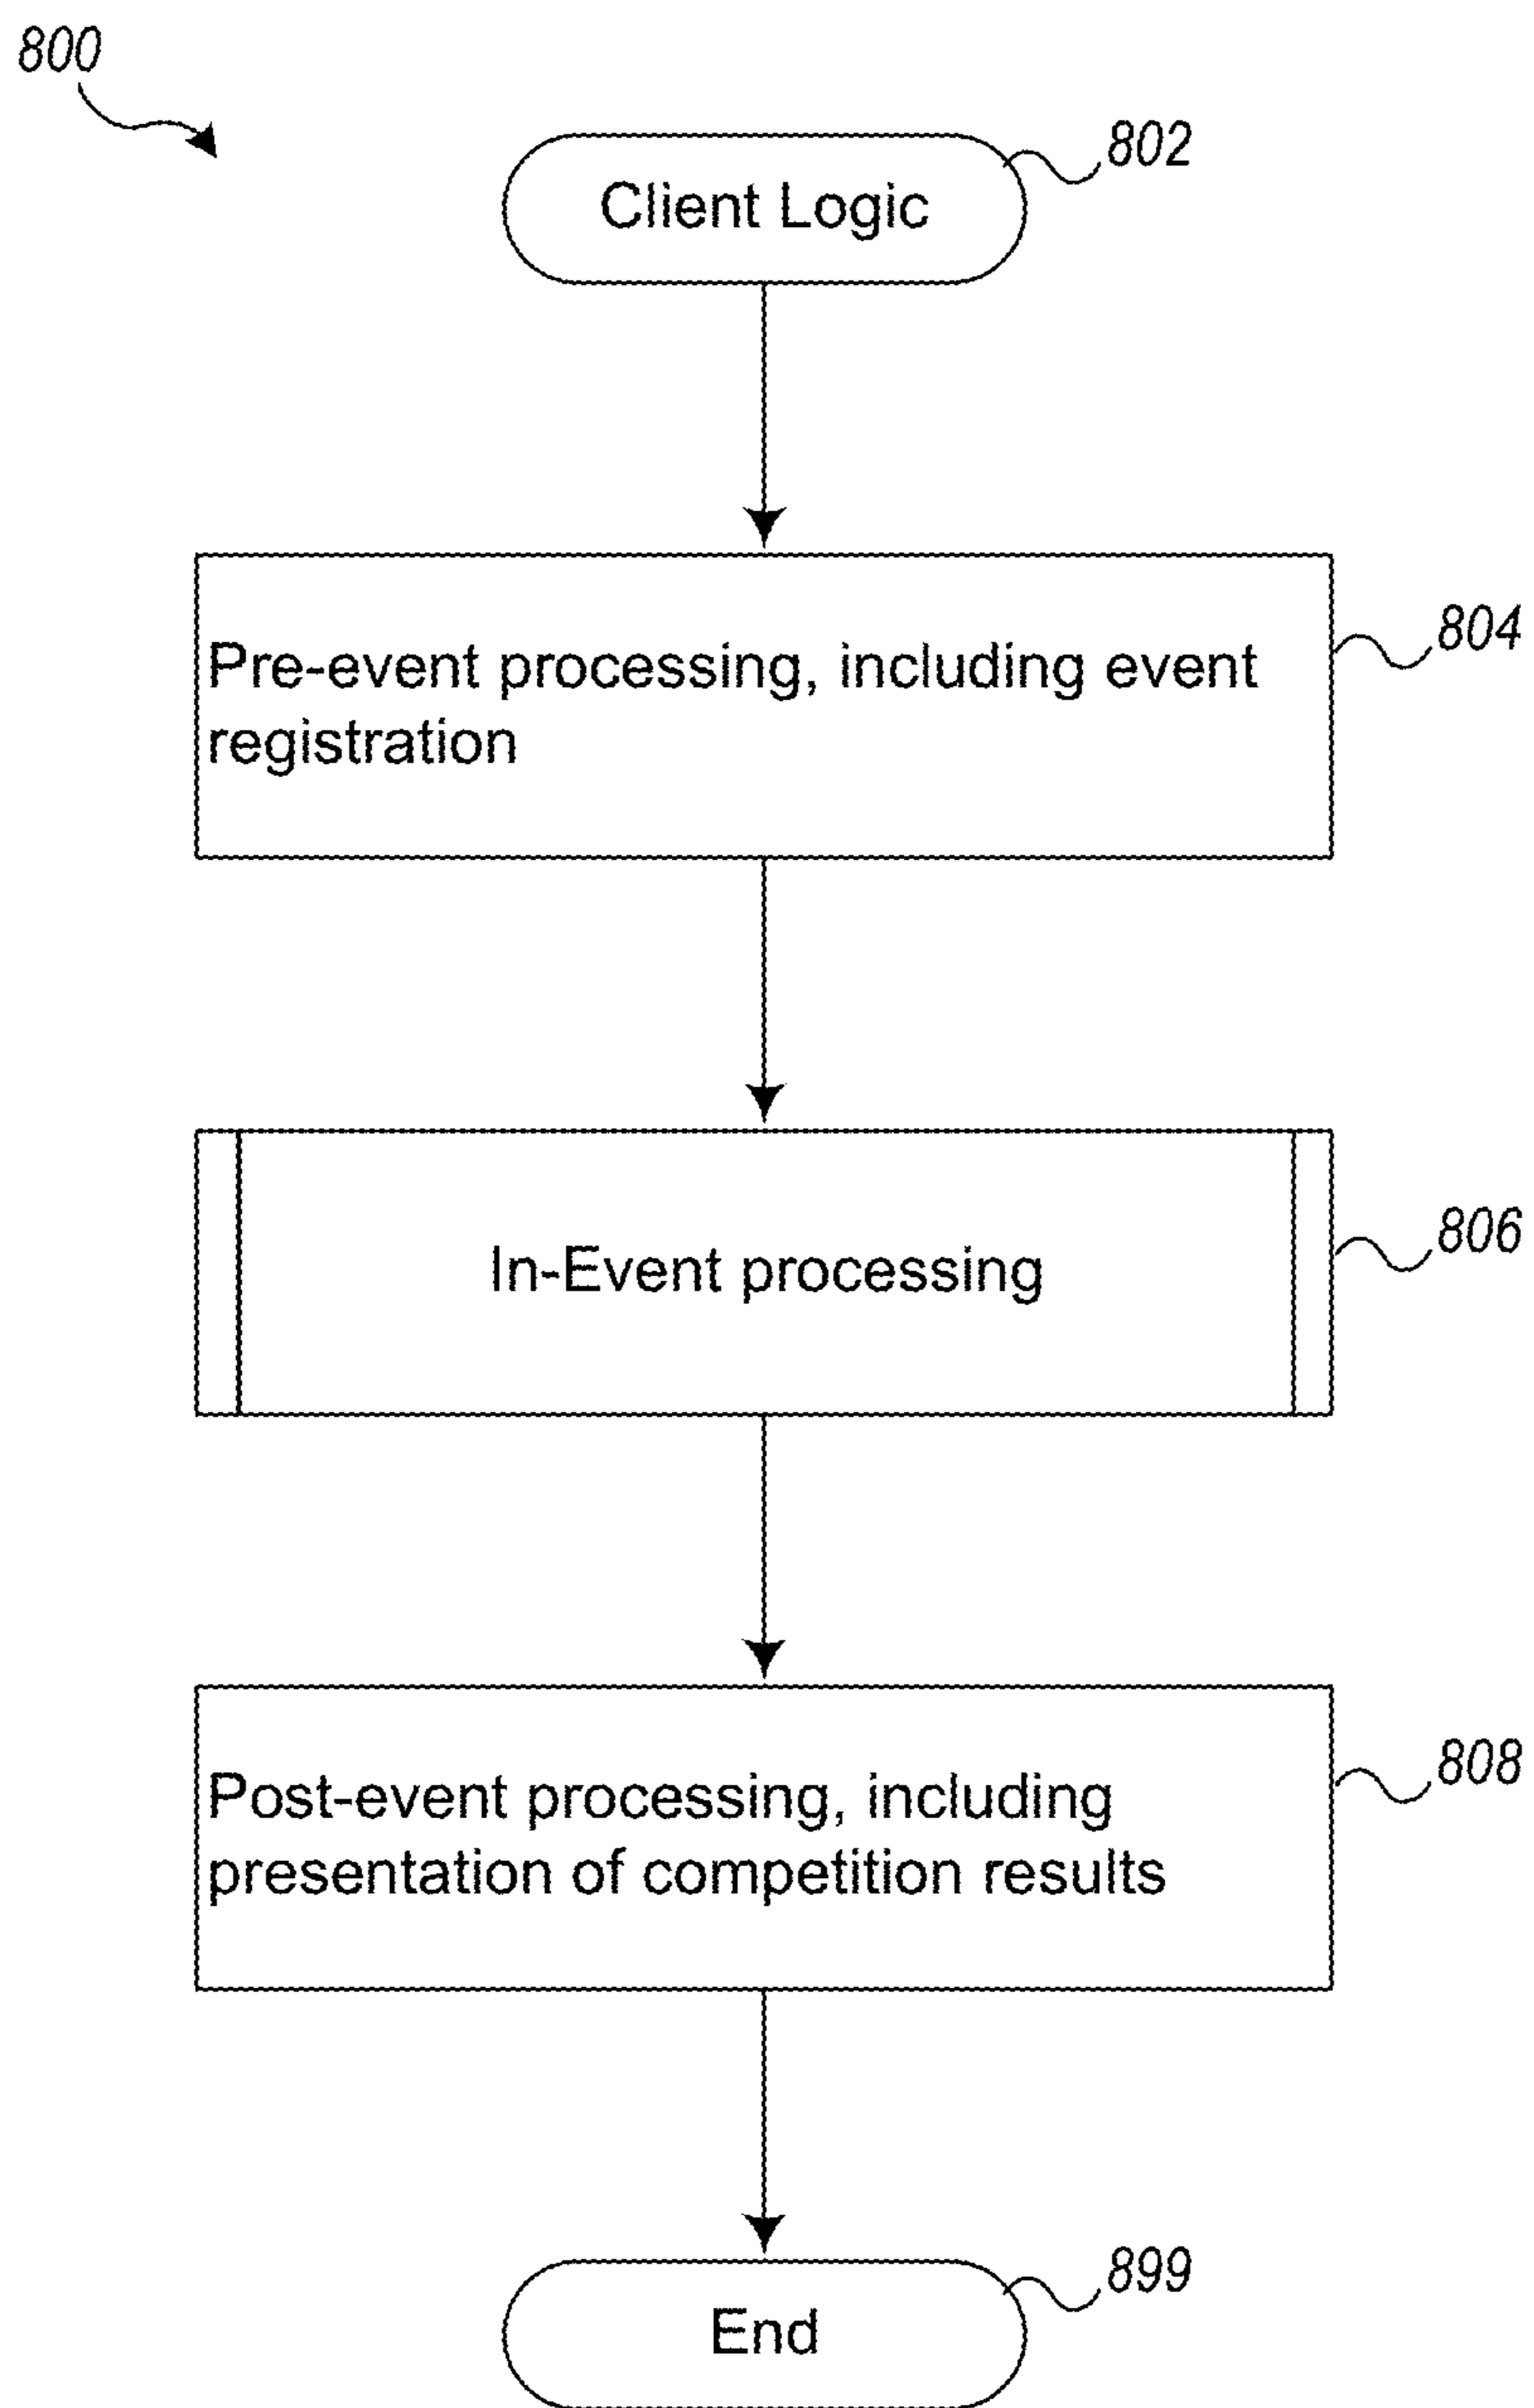 800
802
Client Logic
804
Pre-event processing, including event
registration
806
In-Event processing
808
Post-event processing, including
presentation of competition results
899
End